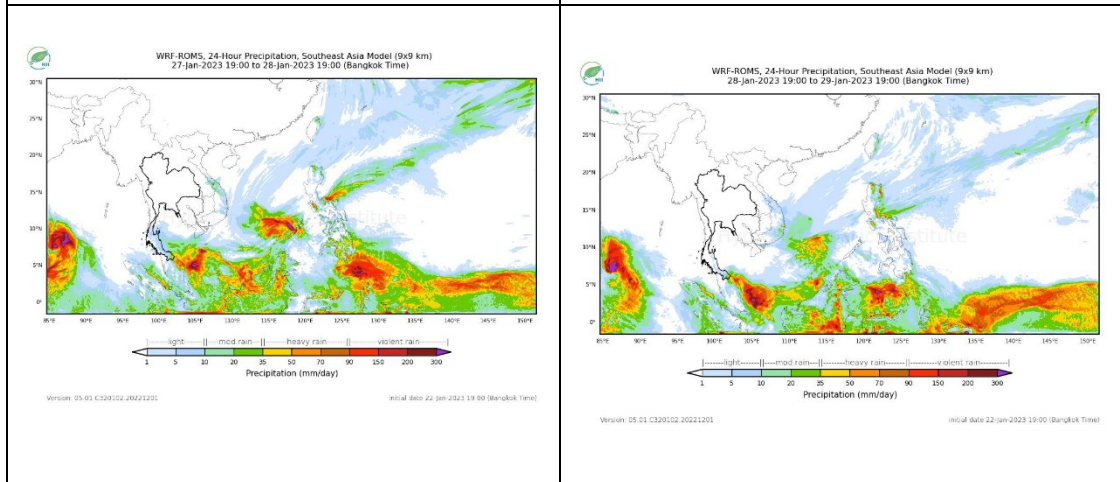 WRF-ROMS, 24-Hour Precipitation, Southeast Asia Model (9x9 km)
27-Jan-2023 19:00 to 28-Jan-2023 19:00 (Bangkok Time)
30°N
25°N
20°N
15°N
10°N
5°N
0°
85°E 90°E 95°E 100°E 105°E 110°E 115°E 120°E 125°E 130°E 135°E 140°E 145°E 150°E
|--------light-------||---mod.rain----||------heavy rain------||---------violent rain---------|
1 5 10 20 35 50 70 90 150 200 300
Precipitation (mm/day)
Version: 05.01.C320102.20221201
initial date 22-Jan-2023 19:00 (Bangkok Time)
WRF-ROMS, 24-Hour Precipitation, Southeast Asia Model (9x9 km)
28-Jan-2023 19:00 to 29-Jan-2023 19:00 (Bangkok Time)
30°N
25°N
20°N
15°N
10°N
5°N
0°
85°E 90°E 95°E 100°E 105°E 110°E 115°E 120°E 125°E 130°E 135°E 140°E 145°E 150°E
|--------light-------||---mod.rain----||------heavy rain------||---------violent rain---------|
1 5 10 20 35 50 70 90 150 200 300
Precipitation (mm/day)
Version: 05.01.C320102.20221201
initial date 22-Jan-2023 19:00 (Bangkok Time)